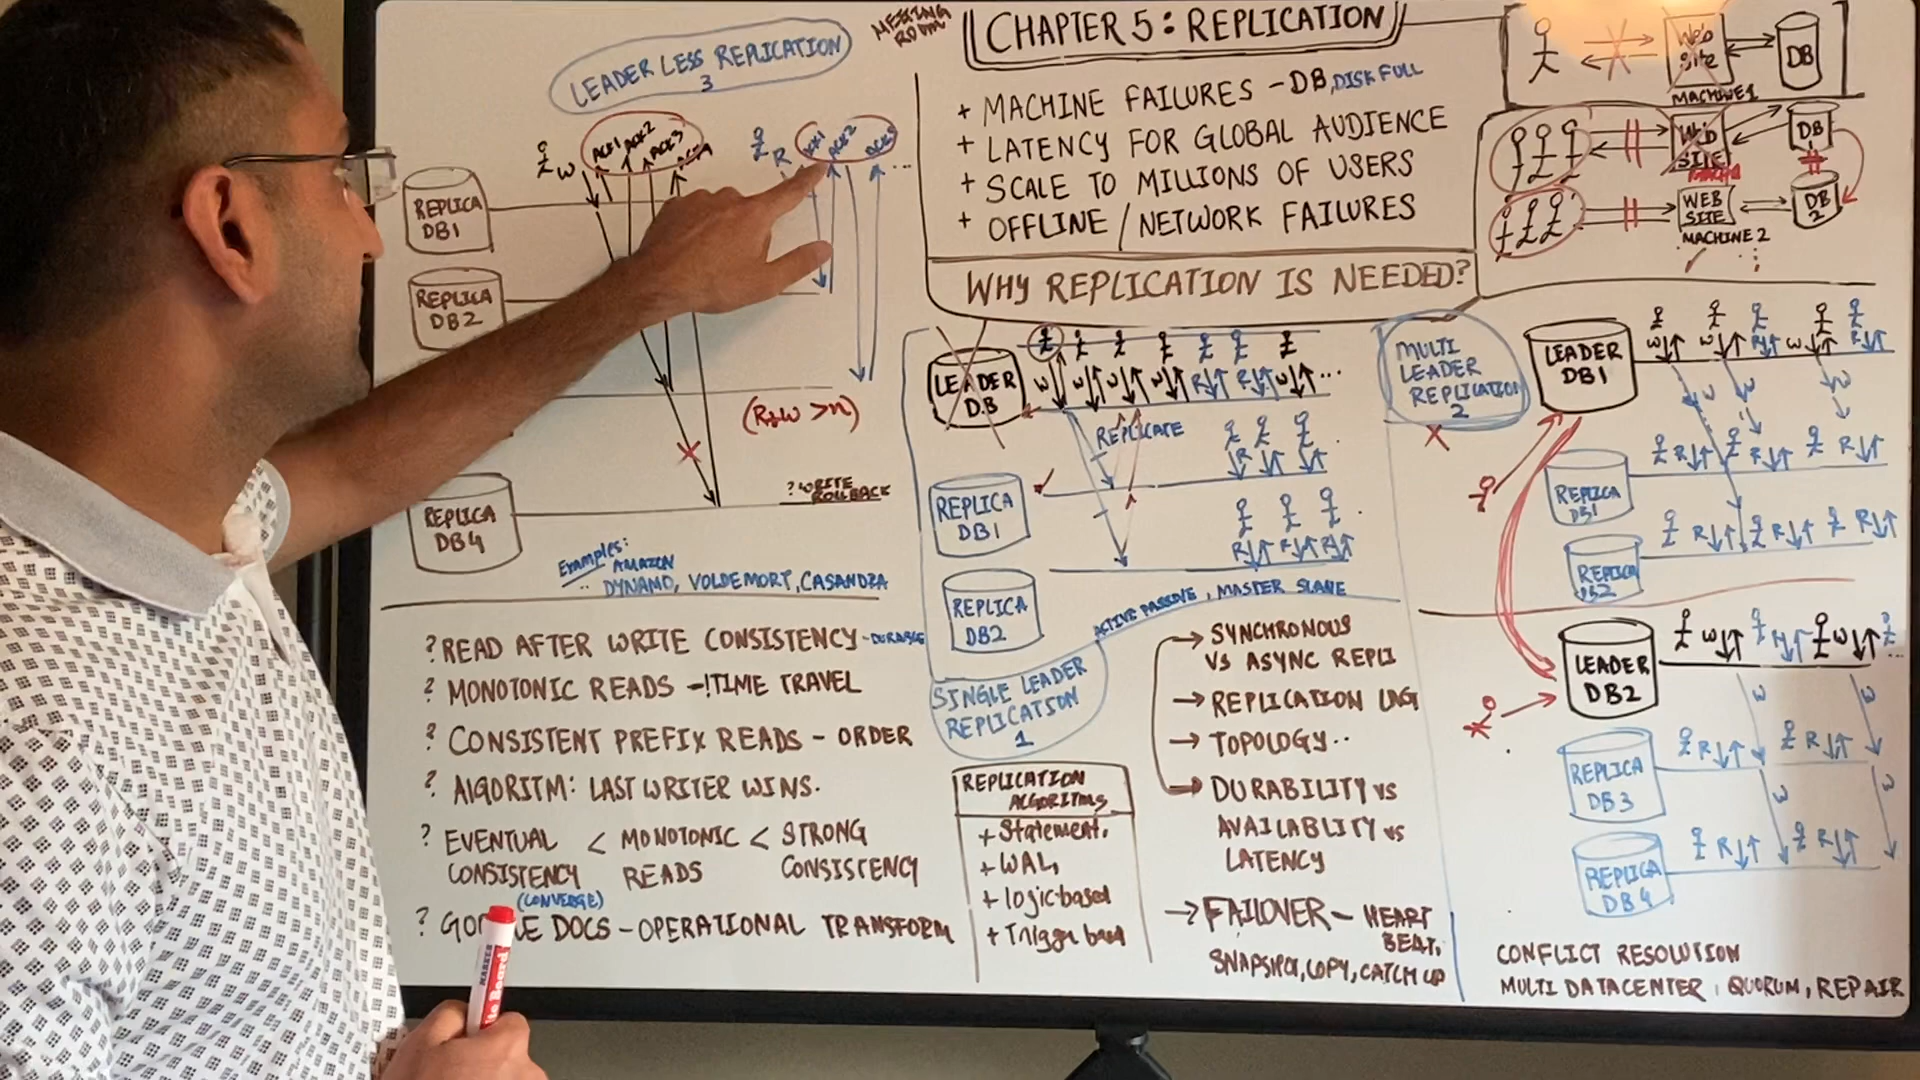 LEADER LESS REPLICATION
3
MEETING
ROOM
CHAPTER 5: REPLICATION
+ MACHINE FAILURES - DB, DISK FULL
+ LATENCY FOR GLOBAL AUDIENCE
+ SCALE TO MILLIONS OF USERS
+ OFFLINE / NETWORK FAILURES
WHY REPLICATION IS NEEDED?
Web
Site
DB
MACHINE 1
WEB
SITE
DB
WEB
SITE
DB
2
MACHINE 2
W
ACK1
ACK2
ACK3
R
ACK1
ACK2
REPLICA
DB1
REPLICA
DB2
(R+W >n)
? WRITE
ROLLBACK
REPLICA
DB4
Examples:
AMAZON
DYNAMO, VOLDEMORT, CASANDRA
? READ AFTER WRITE CONSISTENCY - DURABLE
? MONOTONIC READS - !TIME TRAVEL
? CONSISTENT PREFIX READS - ORDER
? ALGORITM: LAST WRITER WINS.
? EVENTUAL < MONOTONIC < STRONG
CONSISTENCY READS CONSISTENCY
(CONVERGE)
? DOCS - OPERATIONAL TRANSFORM
MARKER
LEADER
DB
W W W W R R W ...
REPLICATE
R
REPLICA
DB1
REPLICA
DB2
R R R
ACTIVE PASSIVE, MASTER SLAVE
SINGLE LEADER
REPLICATION
1
→ SYNCHRONOUS
VS ASYNC REPLI
→ REPLICATION LAG
→ TOPOLOGY..
→ DURABILITY VS
AVAILABLITY VS
LATENCY
→ FAILOVER - HEART
BEAT,
SNAPSHOT, COPY, CATCH UP
REPLICATION
ALGORITMS
+ Statement,
+ WAL,
+ logic-based
+ Trigger based
MULTI
LEADER
REPLICATION
2
LEADER
DB1
W W R W R
W W W
R R R
REPLICA
DB1
R R R
REPLICA
DB2
LEADER
DB2
W R W
W W
REPLICA
DB3
R R
W W
REPLICA
DB4
R R
CONFLICT RESOLUTION
MULTI DATACENTER, QUORUM, REPAIR